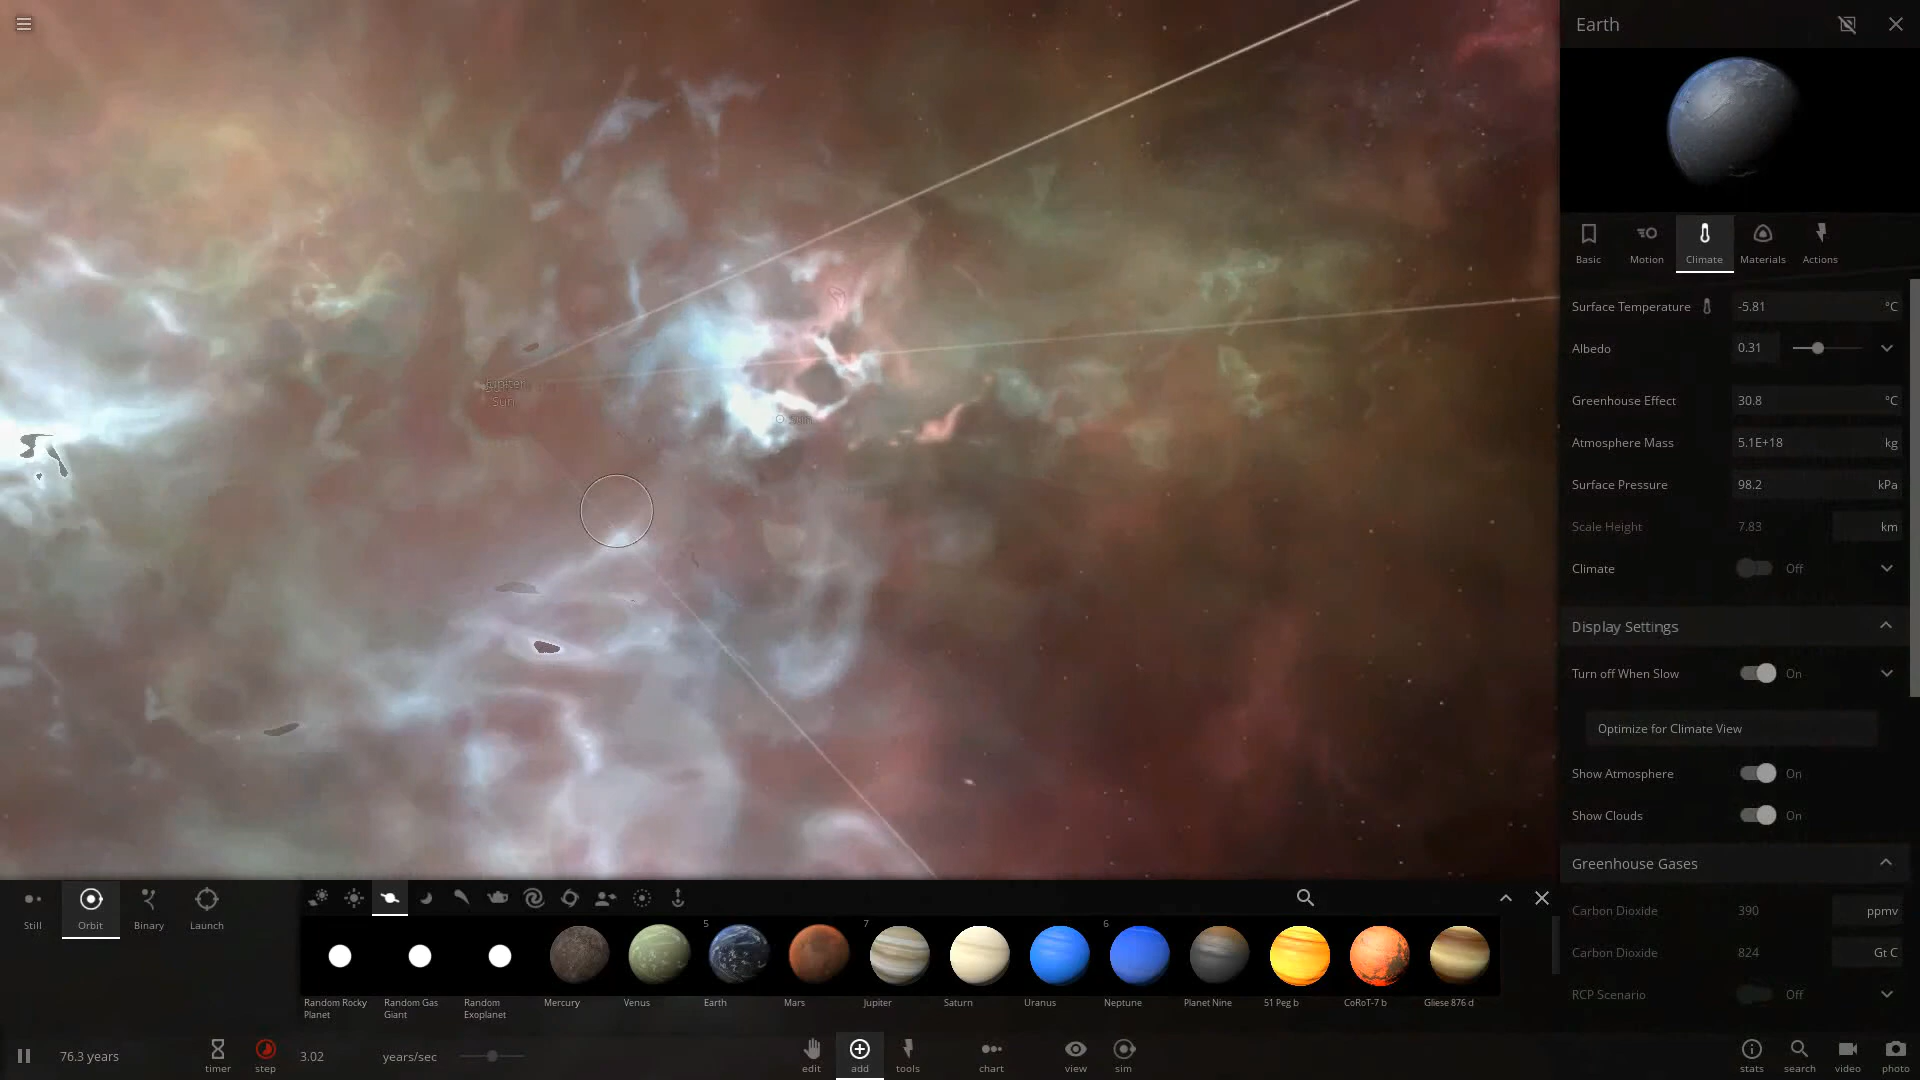 Earth
Basic
Motion
Climate
Materials
Actions
Surface Temperature
-5.81
°C
Albedo
0.31
Greenhouse Effect
30.8
°C
Atmosphere Mass
5.1E+18
kg
Surface Pressure
98.2
kPa
Scale Height
7.83
km
Climate
Off
Display Settings
Turn off When Slow
On
Optimize for Climate View
Show Atmosphere
On
Show Clouds
On
Greenhouse Gases
Carbon Dioxide
390
ppmv
Carbon Dioxide
824
Gt C
RCP Scenario
Off
Jupiter
Sun
Still
Orbit
Binary
Launch
5
7
6
Random Rocky
Planet
Random Gas
Giant
Random
Exoplanet
Mercury
Venus
Earth
Mars
Jupiter
Saturn
Uranus
Neptune
Planet Nine
51 Peg b
CoRoT-7 b
Gliese 876 d
76.3 years
timer
step
3.02
years/sec
edit
add
tools
chart
view
sim
stats
search
video
photo